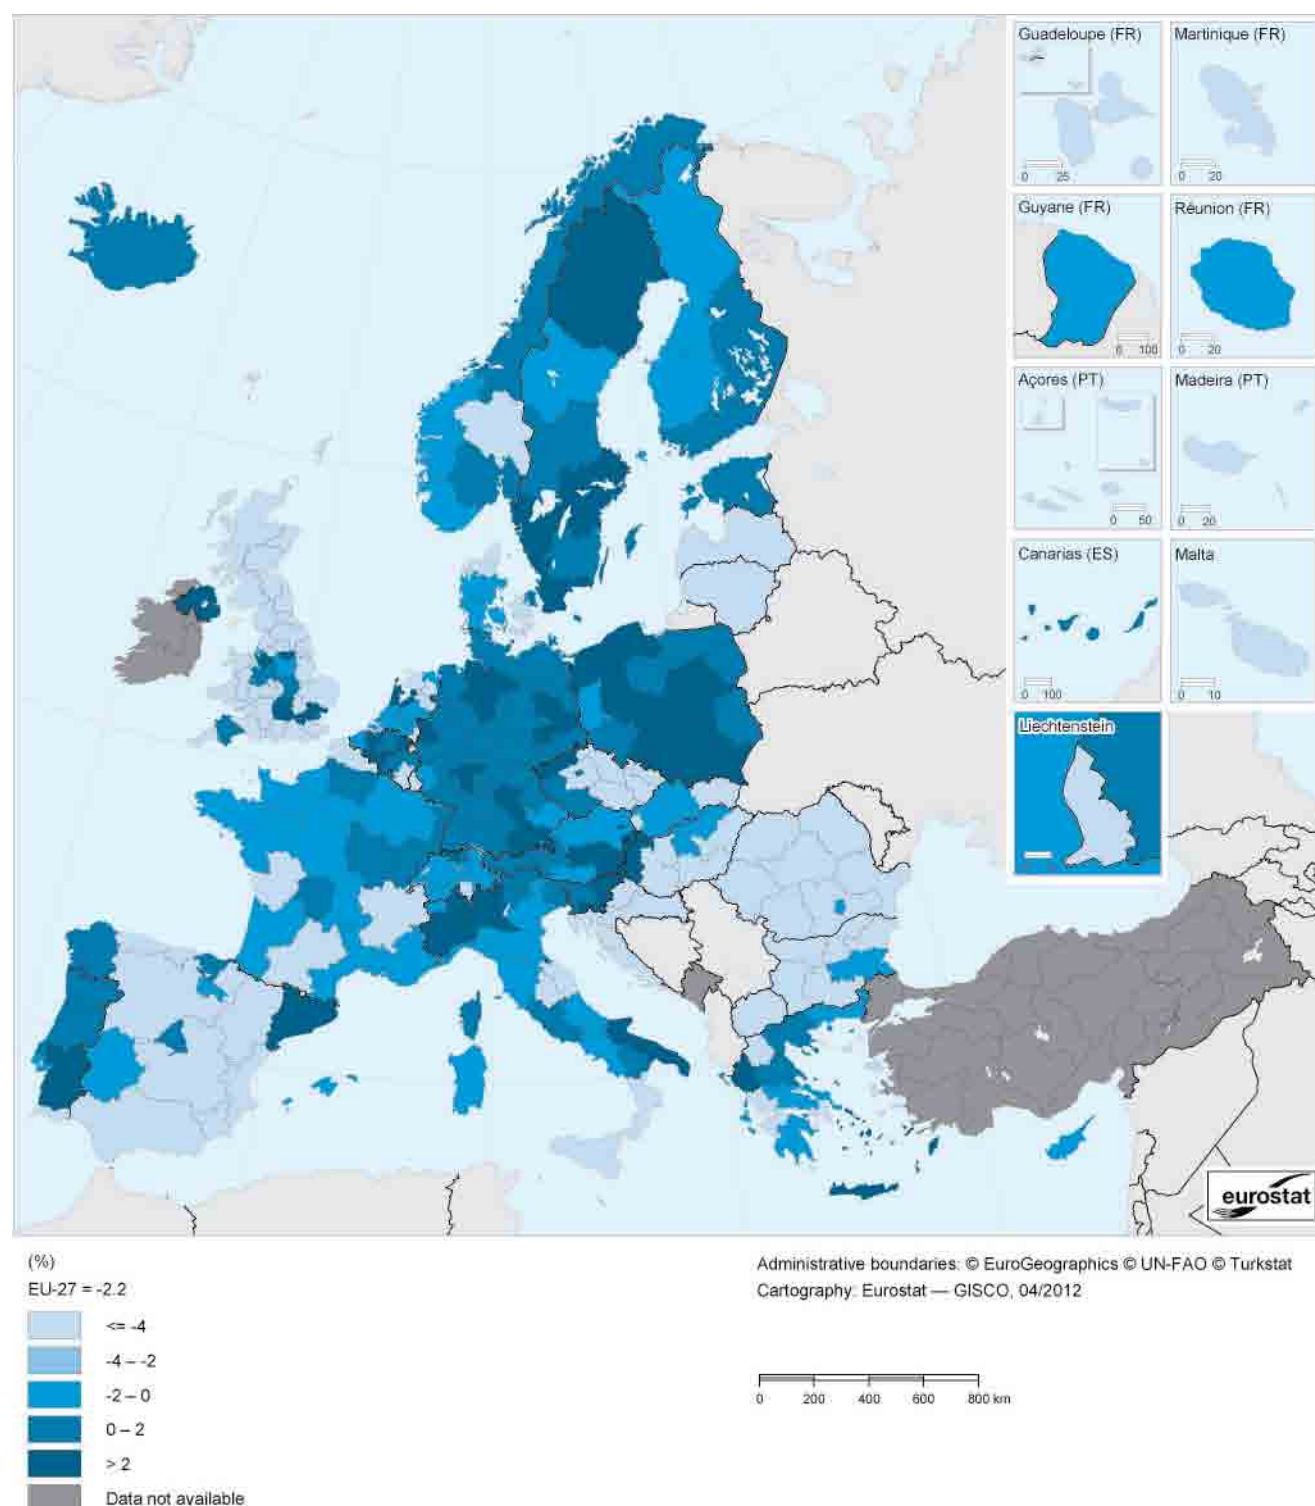 Guadeloupe (FR)
Martinique (FR)
0 25
0 20
Guyane (FR)
Réunion (FR)
0 100
0 20
Açores (PT)
Madeira (PT)
0 50
0 20
Canarias (ES)
Malta
0 100
0 10
Liechtenstein
eurostat
(%)
EU-27 = -2.2
<= -4
-4 – -2
-2 – 0
0 – 2
> 2
Data not available
Administrative boundaries: © EuroGeographics © UN-FAO © Turkstat
Cartography: Eurostat — GISCO, 04/2012
0 200 400 600 800 km